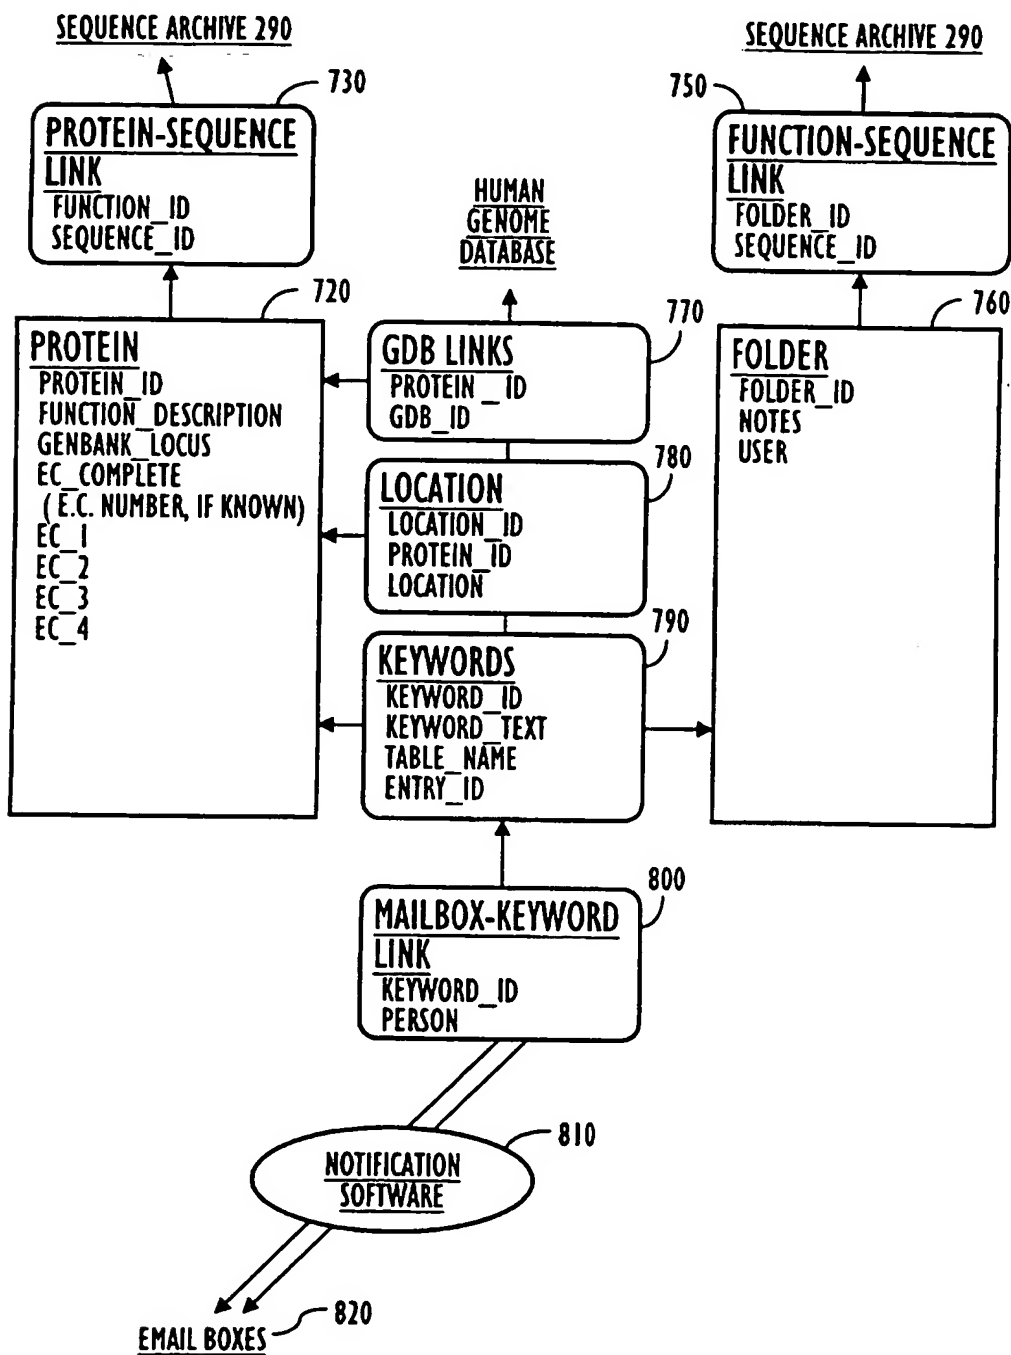 SEQUENCE ARCHIVE 290
SEQUENCE ARCHIVE 290
730
PROTEIN-SEQUENCE
LINK
FUNCTION_ID
SEQUENCE_ID
750
FUNCTION-SEQUENCE
LINK
FOLDER_ID
SEQUENCE_ID
HUMAN
GENOME
DATABASE
720
PROTEIN
PROTEIN_ID
FUNCTION_DESCRIPTION
GENBANK_LOCUS
EC_COMPLETE
(E.C. NUMBER, IF KNOWN)
EC_1
EC_2
EC_3
EC_4
770
GDB LINKS
PROTEIN_ID
GDB_ID
760
FOLDER
FOLDER_ID
NOTES
USER
780
LOCATION
LOCATION_ID
PROTEIN_ID
LOCATION
790
KEYWORDS
KEYWORD_ID
KEYWORD_TEXT
TABLE_NAME
ENTRY_ID
800
MAILBOX-KEYWORD
LINK
KEYWORD_ID
PERSON
810
NOTIFICATION
SOFTWARE
820
EMAIL BOXES